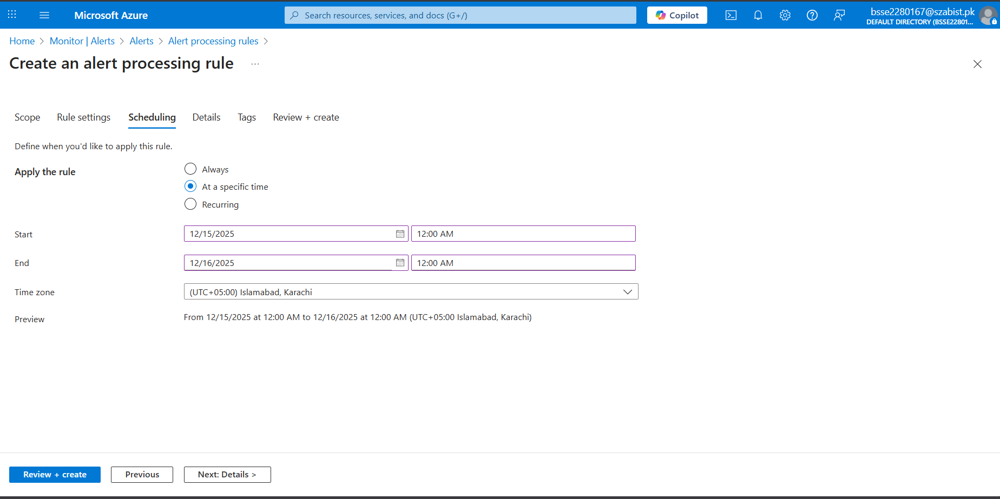 Microsoft Azure
Search resources, services, and docs (G+/)
Copilot
bsse2280167@szabist.pk
DEFAULT DIRECTORY (BSSE22801...
Home > Monitor | Alerts > Alerts > Alert processing rules >
Create an alert processing rule ...
Scope Rule settings Scheduling Details Tags Review + create
Define when you'd like to apply this rule.
Apply the rule
Always
At a specific time
Recurring
Start 12/15/2025 12:00 AM
End 12/16/2025 12:00 AM
Time zone (UTC+05:00) Islamabad, Karachi
Preview From 12/15/2025 at 12:00 AM to 12/16/2025 at 12:00 AM (UTC+05:00 Islamabad, Karachi)
Review + create Previous Next: Details >